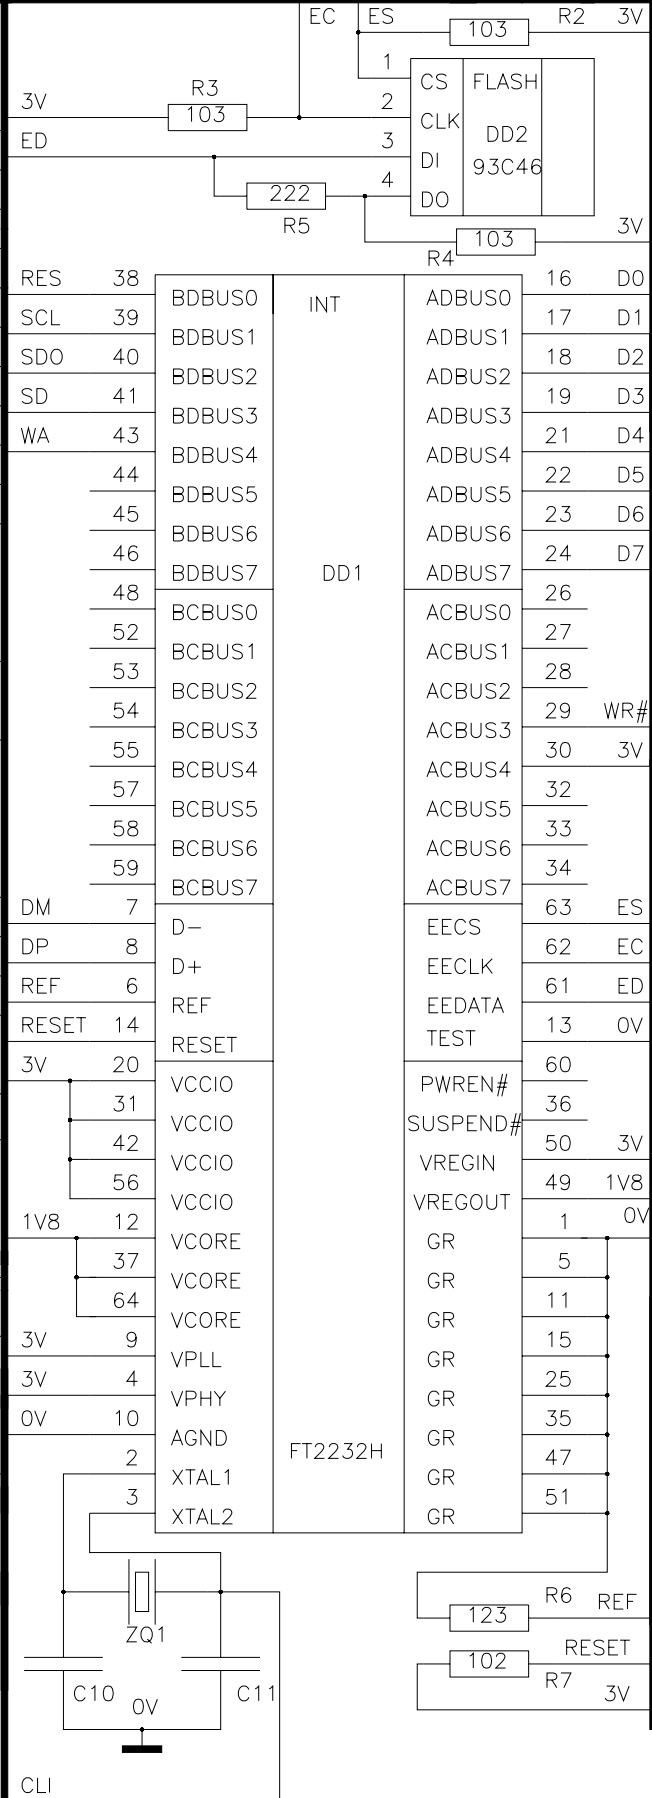 EC ES R2 3V
103
1 CS FLASH
R3
3V 103 2 CLK
ED 3 DI DD2
93C46
222 4 DO
R5 3V
R4 103
RES 38 BDBUS0 INT ADBUS0 16 D0
SCL 39 BDBUS1 ADBUS1 17 D1
SDO 40 BDBUS2 ADBUS2 18 D2
SD 41 BDBUS3 ADBUS3 19 D3
WA 43 BDBUS4 ADBUS4 21 D4
44 BDBUS5 ADBUS5 22 D5
45 BDBUS6 ADBUS6 23 D6
46 BDBUS7 DD1 ADBUS7 24 D7
48 BCBUS0 ACBUS0 26
52 BCBUS1 ACBUS1 27
53 BCBUS2 ACBUS2 28
54 BCBUS3 ACBUS3 29 WR#
55 BCBUS4 ACBUS4 30 3V
57 BCBUS5 ACBUS5 32
58 BCBUS6 ACBUS6 33
59 BCBUS7 ACBUS7 34
DM 7 D− EECS 63 ES
DP 8 D+ EECLK 62 EC
REF 6 REF EEDATA 61 ED
RESET 14 RESET TEST 13 0V
3V 20 VCCIO PWREN# 60
31 VCCIO SUSPEND# 36
42 VCCIO VREGIN 50 3V
56 VCCIO VREGOUT 49 1V8
1V8 12 VCORE GR 1 0V
37 VCORE GR 5
64 VCORE GR 11
3V 9 VPLL GR 15
3V 4 VPHY GR 25
0V 10 AGND FT2232H GR 35
2 XTAL1 GR 47
3 XTAL2 GR 51
R6 REF
123
ZQ1 RESET
102
C10 0V C11 R7 3V
CLI